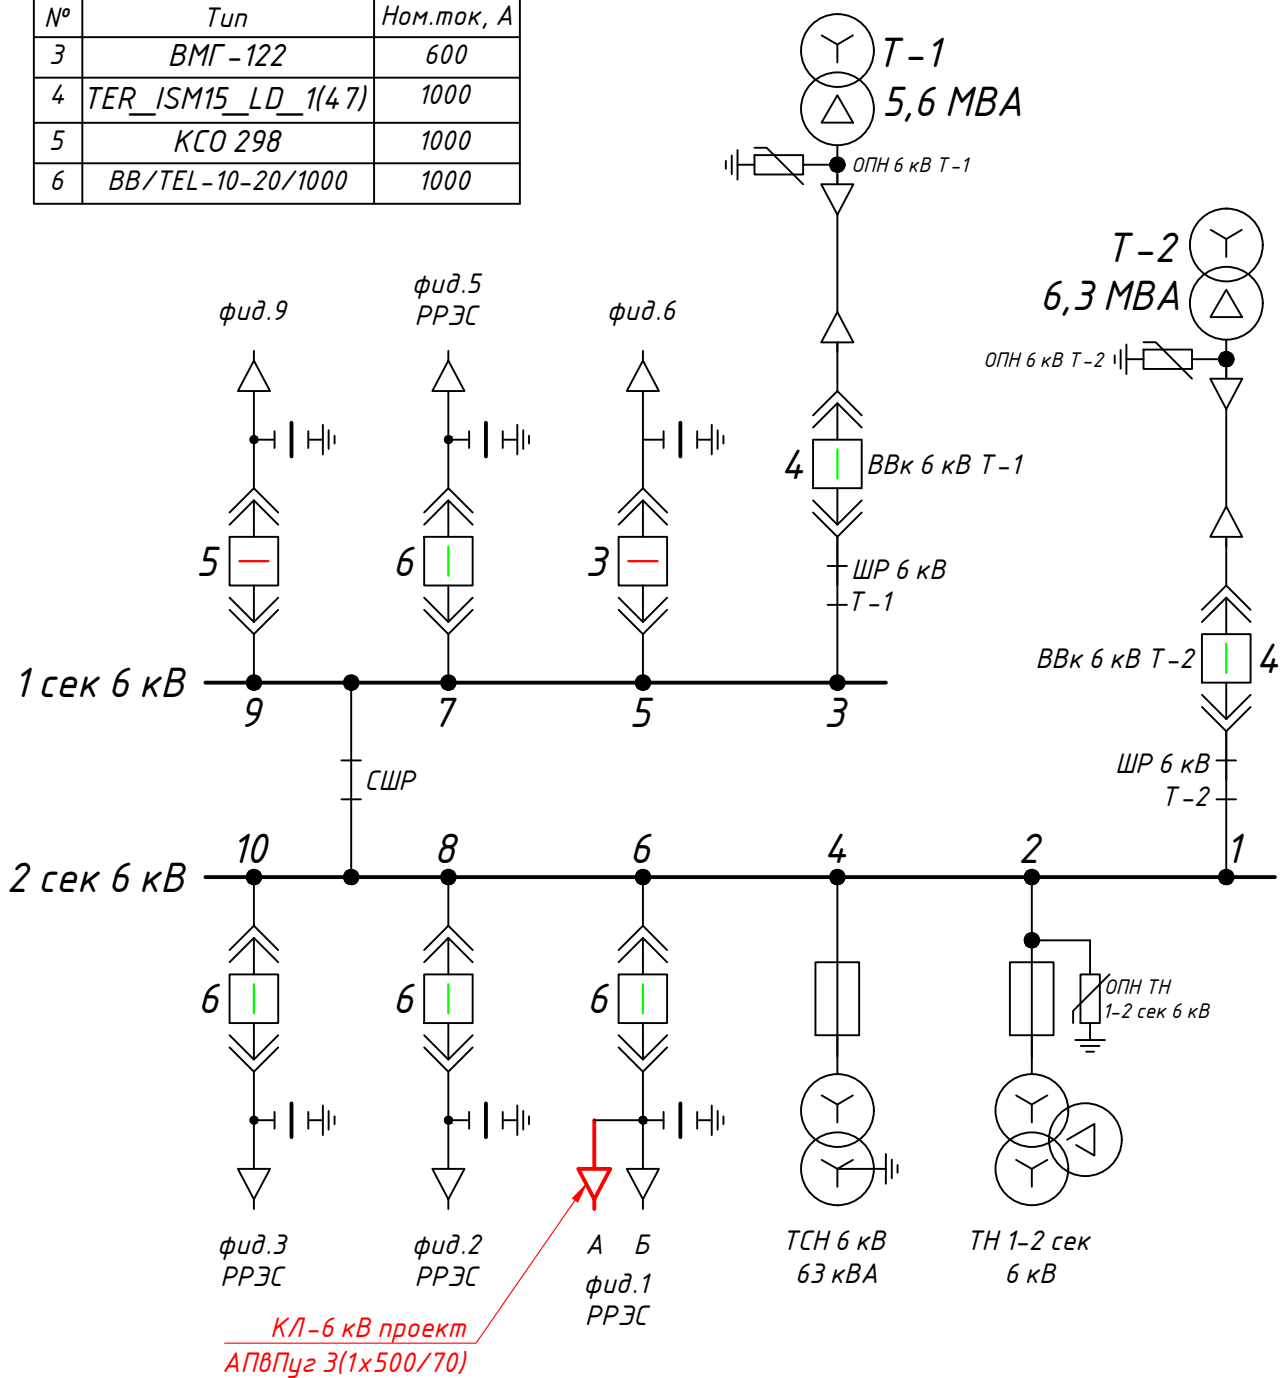 № Тип Ном.ток, А
3 ВМГ-122 600
4 TER_ISM15_LD_1(47) 1000
5 КСО 298 1000
6 BB/TEL-10-20/1000 1000
Т-1
5,6 МВА
ОПН 6 кВ Т-1
Т-2
6,3 МВА
ОПН 6 кВ Т-2
фид.9
фид.5
РРЭС
фид.6
4
ВВк 6 кВ Т-1
5
6
3
ШР 6 кВ
Т-1
ВВк 6 кВ Т-2
4
1 сек 6 кВ
9
7
5
3
СШР
ШР 6 кВ
Т-2
10
8
6
4
2
1
2 сек 6 кВ
6
6
6
ОПН ТН
1-2 сек 6 кВ
фид.3
РРЭС
фид.2
РРЭС
А Б
фид.1
РРЭС
ТСН 6 кВ
63 кВА
ТН 1-2 сек
6 кВ
КЛ-6 кВ проект
АПвПуг 3(1х500/70)